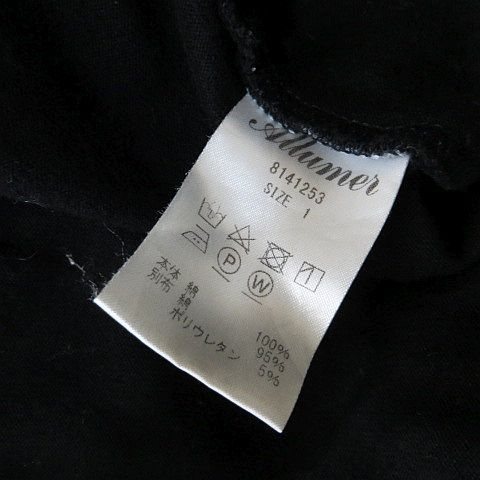 Allumer
8141253
SIZE 1
P W
本体 綿 100%
別布 綿 95%
ポリウレタン 5%